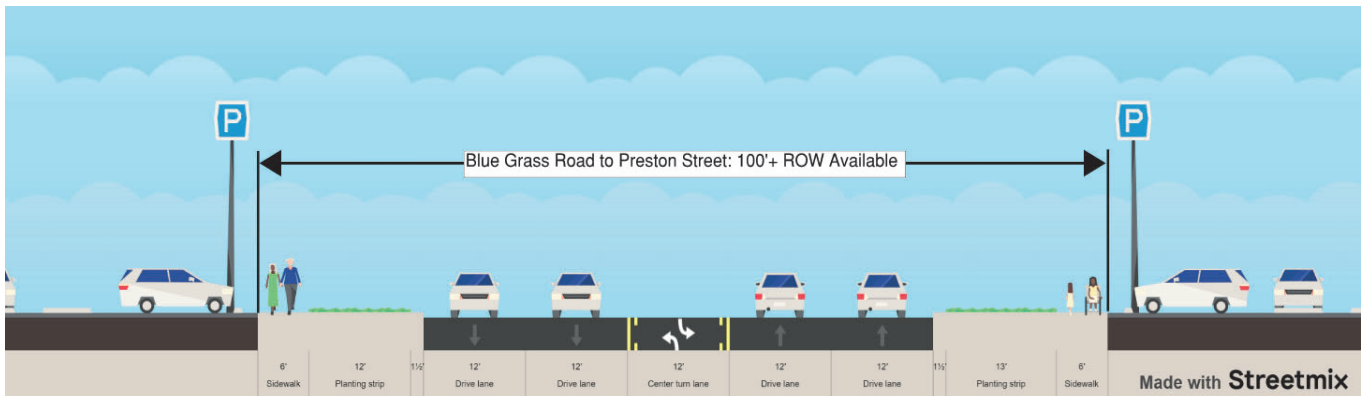 P
P
Blue Grass Road to Preston Street: 100'+ ROW Available
6' 12' 1½' 12' 12' 12' 12' 12' 1½' 13' 6'
Sidewalk Planting strip Drive lane Drive lane Center turn lane Drive lane Drive lane Planting strip Sidewalk
Made with Streetmix